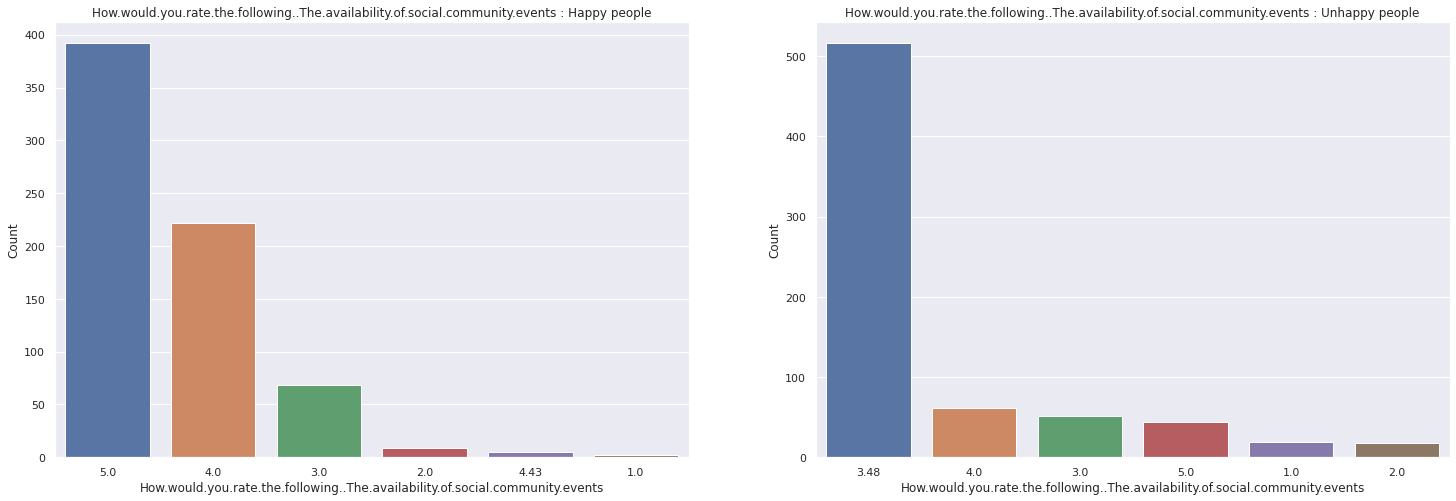 How.would.you.rate.the.following..The.availability.of.social.community.events : Happy people
400
350
300
250
200
150
100
50
0
Count
5.0 4.0 3.0 2.0 4.43 1.0
How.would.you.rate.the.following..The.availability.of.social.community.events
How.would.you.rate.the.following..The.availability.of.social.community.events : Unhappy people
500
400
300
200
100
0
Count
3.48 4.0 3.0 5.0 1.0 2.0
How.would.you.rate.the.following..The.availability.of.social.community.events